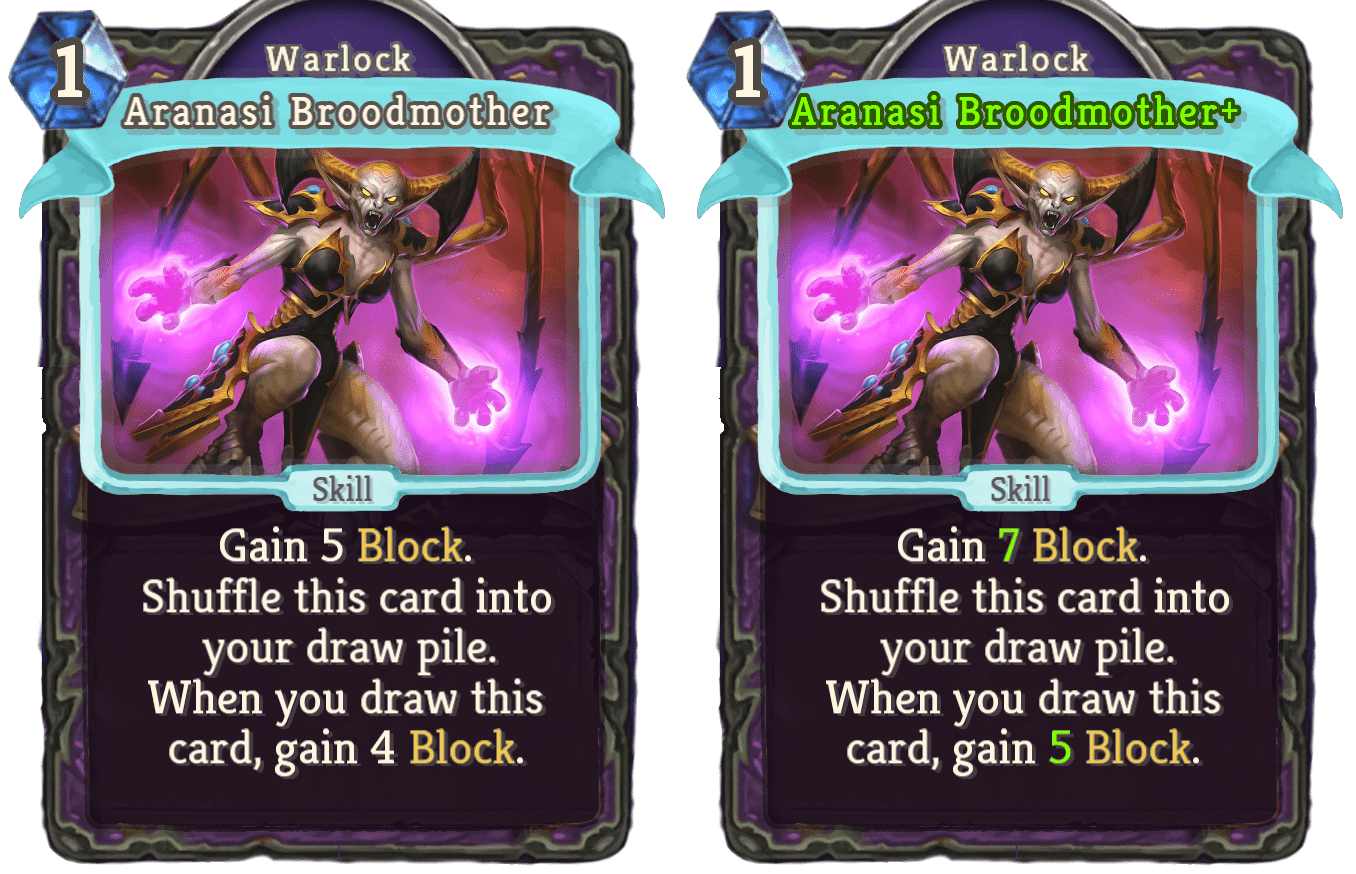 1
Warlock
Aranasi Broodmother
Skill
Gain 5 Block.
Shuffle this card into
your draw pile.
When you draw this
card, gain 4 Block.
1
Warlock
Aranasi Broodmother+
Skill
Gain 7 Block.
Shuffle this card into
your draw pile.
When you draw this
card, gain 5 Block.